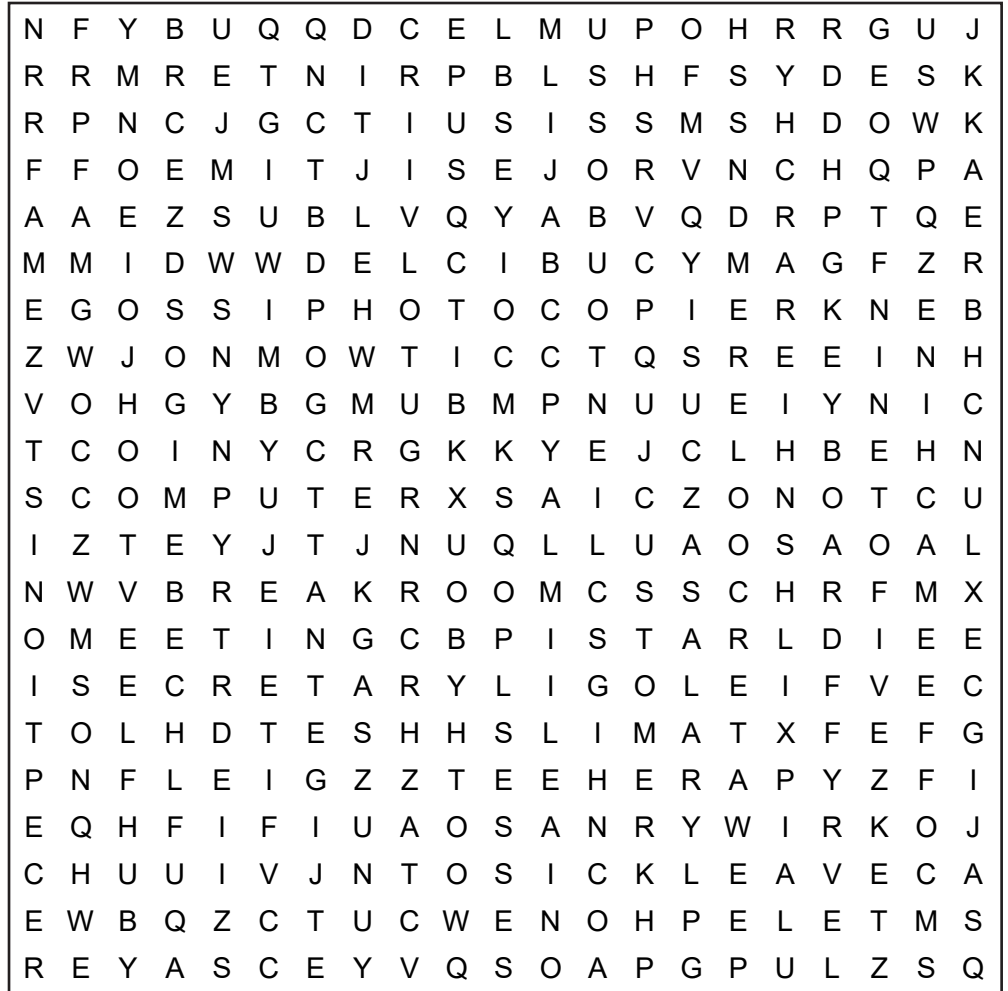 N F Y B U Q Q D C E L M U P O H R R G U J
R R M R E T N I R P B L S H F S Y D E S K
R P N C J G C T I U S I S S M S H D O W K
F F O E M I T J I S E J O R V N C H Q P A
A A E Z S U B L V Q Y A B V Q D R P T Q E
M M I D W W D E L C I B U C Y M A G F Z R
E G O S S I P H O T O C O P I E R K N E B
Z W J O N M O W T I C C T Q S R E E I N H
V O H G Y B G M U B M P N U U E I Y N I C
T C O I N Y C R G K K Y E J C L H B E H N
S C O M P U T E R X S A I C Z O N O T C U
I Z T E Y J T J N U Q L L U A O S A O A L
N W V B R E A K R O O M C S S C H R F M X
O M E E T I N G C B P I S T A R L D I E E
I S E C R E T A R Y L I G O L E I F V E C
T O L H D T E S H H S L I M A T X F E F G
P N F L E I G Z Z T E E H E R A P Y Z F I
E Q H F I F I U A O S A N R Y W I R K O J
C H U U I V J N T O S I C K L E A V E C A
E W B Q Z C T U C W E N O H P E L E T M S
R E Y A S C E Y V Q S O A P G P U L Z S Q